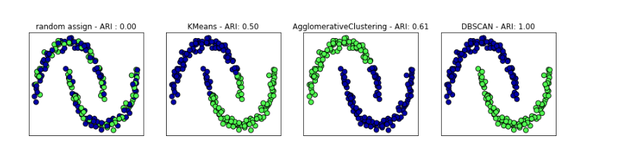 random assign - ARI : 0.00
KMeans - ARI: 0.50
AgglomerativeClustering - ARI: 0.61
DBSCAN - ARI: 1.00